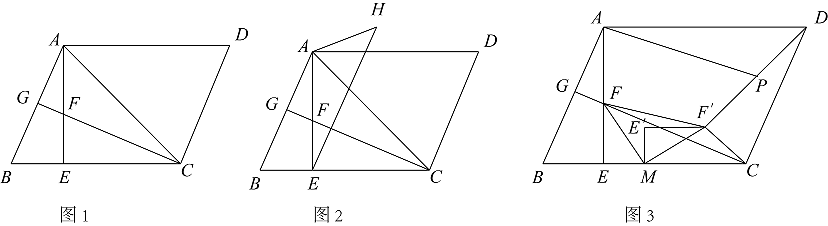 A D G F B E C
H A D G F B E C
A D G F P F′ E′ B E M C
图1 图2 图3